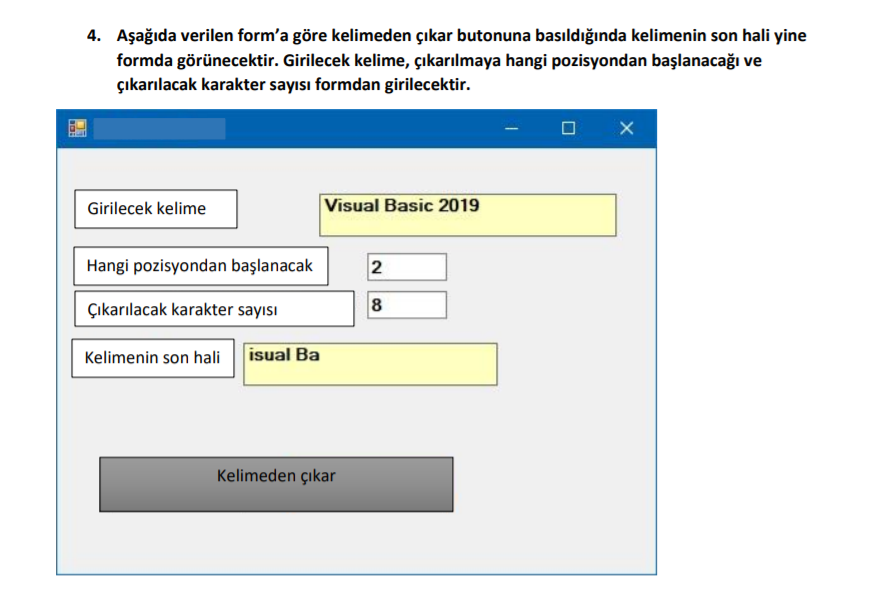 4. Aşağıda verilen form’a göre kelimeden çıkar butonuna basıldığında kelimenin son hali yine
formda görünecektir. Girilecek kelime, çıkarılmaya hangi pozisyondan başlanacağı ve
çıkarılacak karakter sayısı formdan girilecektir.
Girilecek kelime
Visual Basic 2019
Hangi pozisyondan başlanacak
2
Çıkarılacak karakter sayısı
8
Kelimenin son hali
isual Ba
Kelimeden çıkar